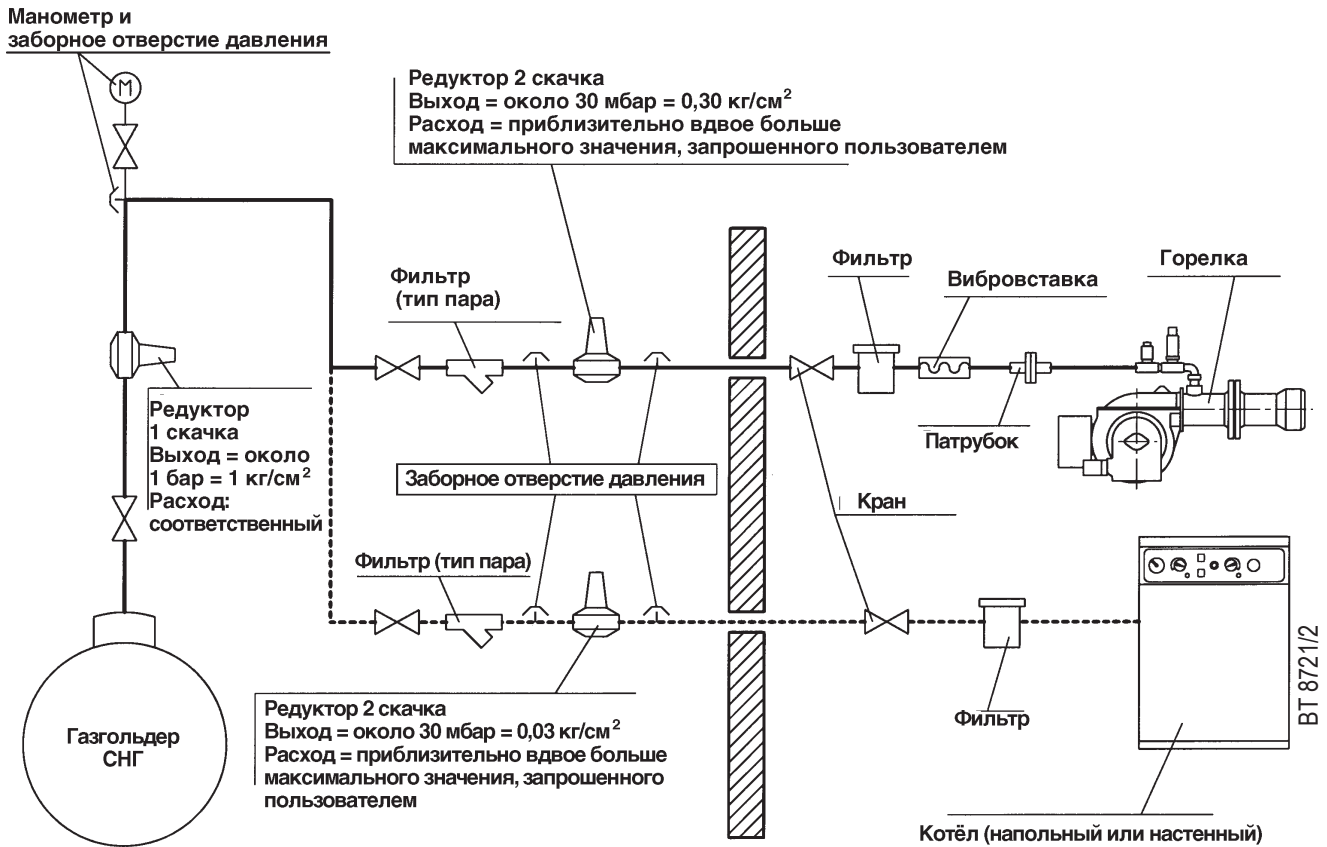 Манометр и
заборное отверстие давления
М
Редуктор 2 скачка
Выход = около 30 мбар = 0,30 кг/см²
Расход = приблизительно вдвое больше
максимального значения, запрошенного пользователем
Фильтр
(тип пара)
Фильтр
Вибровставка
Горелка
Редуктор
1 скачка
Выход = около
1 бар = 1 кг/см²
Расход:
соответственный
Патрубок
Заборное отверстие давления
Кран
Фильтр (тип пара)
Редуктор 2 скачка
Выход = около 30 мбар = 0,03 кг/см²
Расход = приблизительно вдвое больше
максимального значения, запрошенного
пользователем
Газгольдер
СНГ
Фильтр
Котёл (напольный или настенный)
BT 8721/2